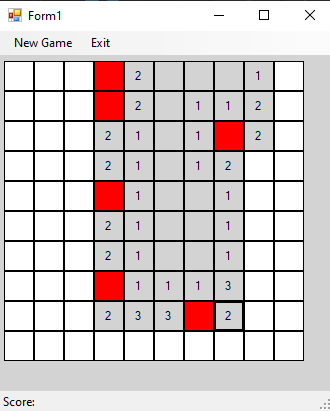 Form1
New Game Exit
2 1
2 1 1 2
2 1 1 2
2 1 1 2
1 1
2 1 1
2 1 1
1 1 1 3
2 3 3 2
Score: